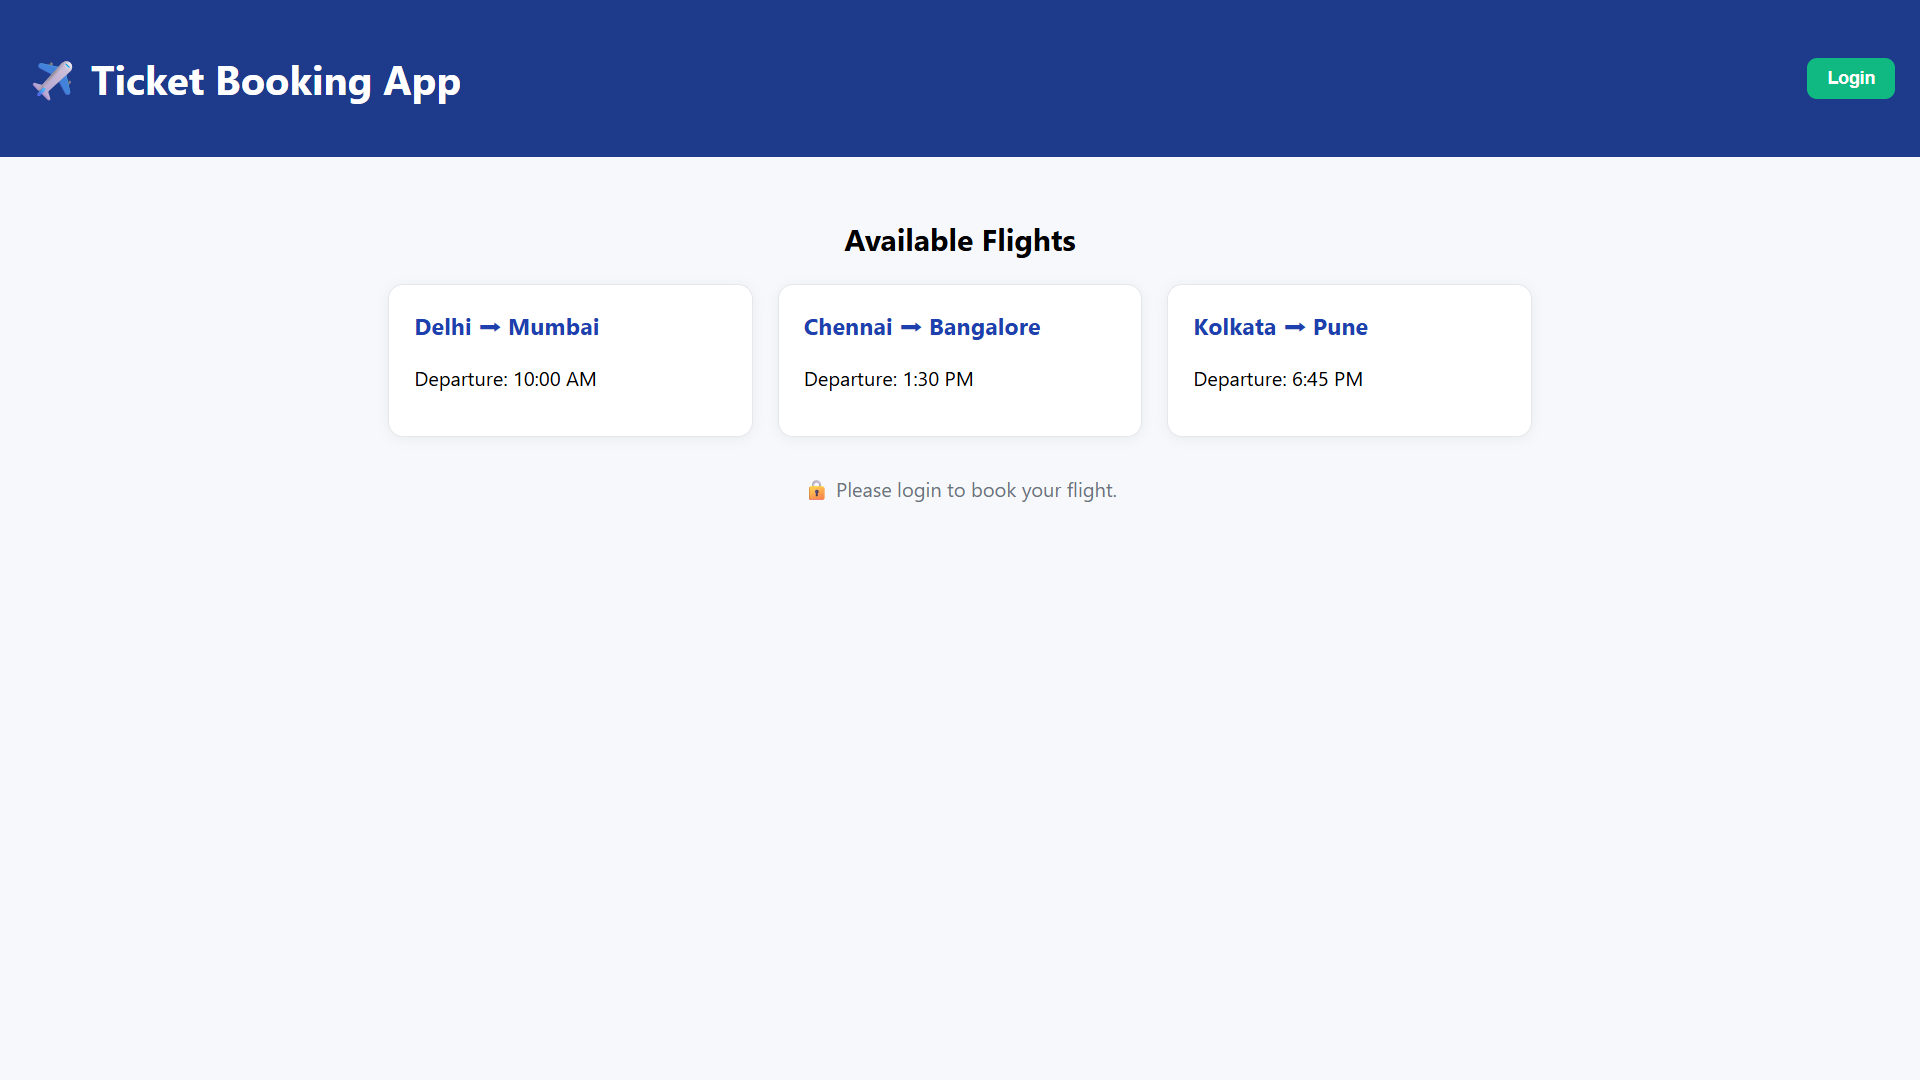 ✈️ Ticket Booking App
Login
Available Flights
Delhi ➡ Mumbai
Departure: 10:00 AM
Chennai ➡ Bangalore
Departure: 1:30 PM
Kolkata ➡ Pune
Departure: 6:45 PM
🔒 Please login to book your flight.